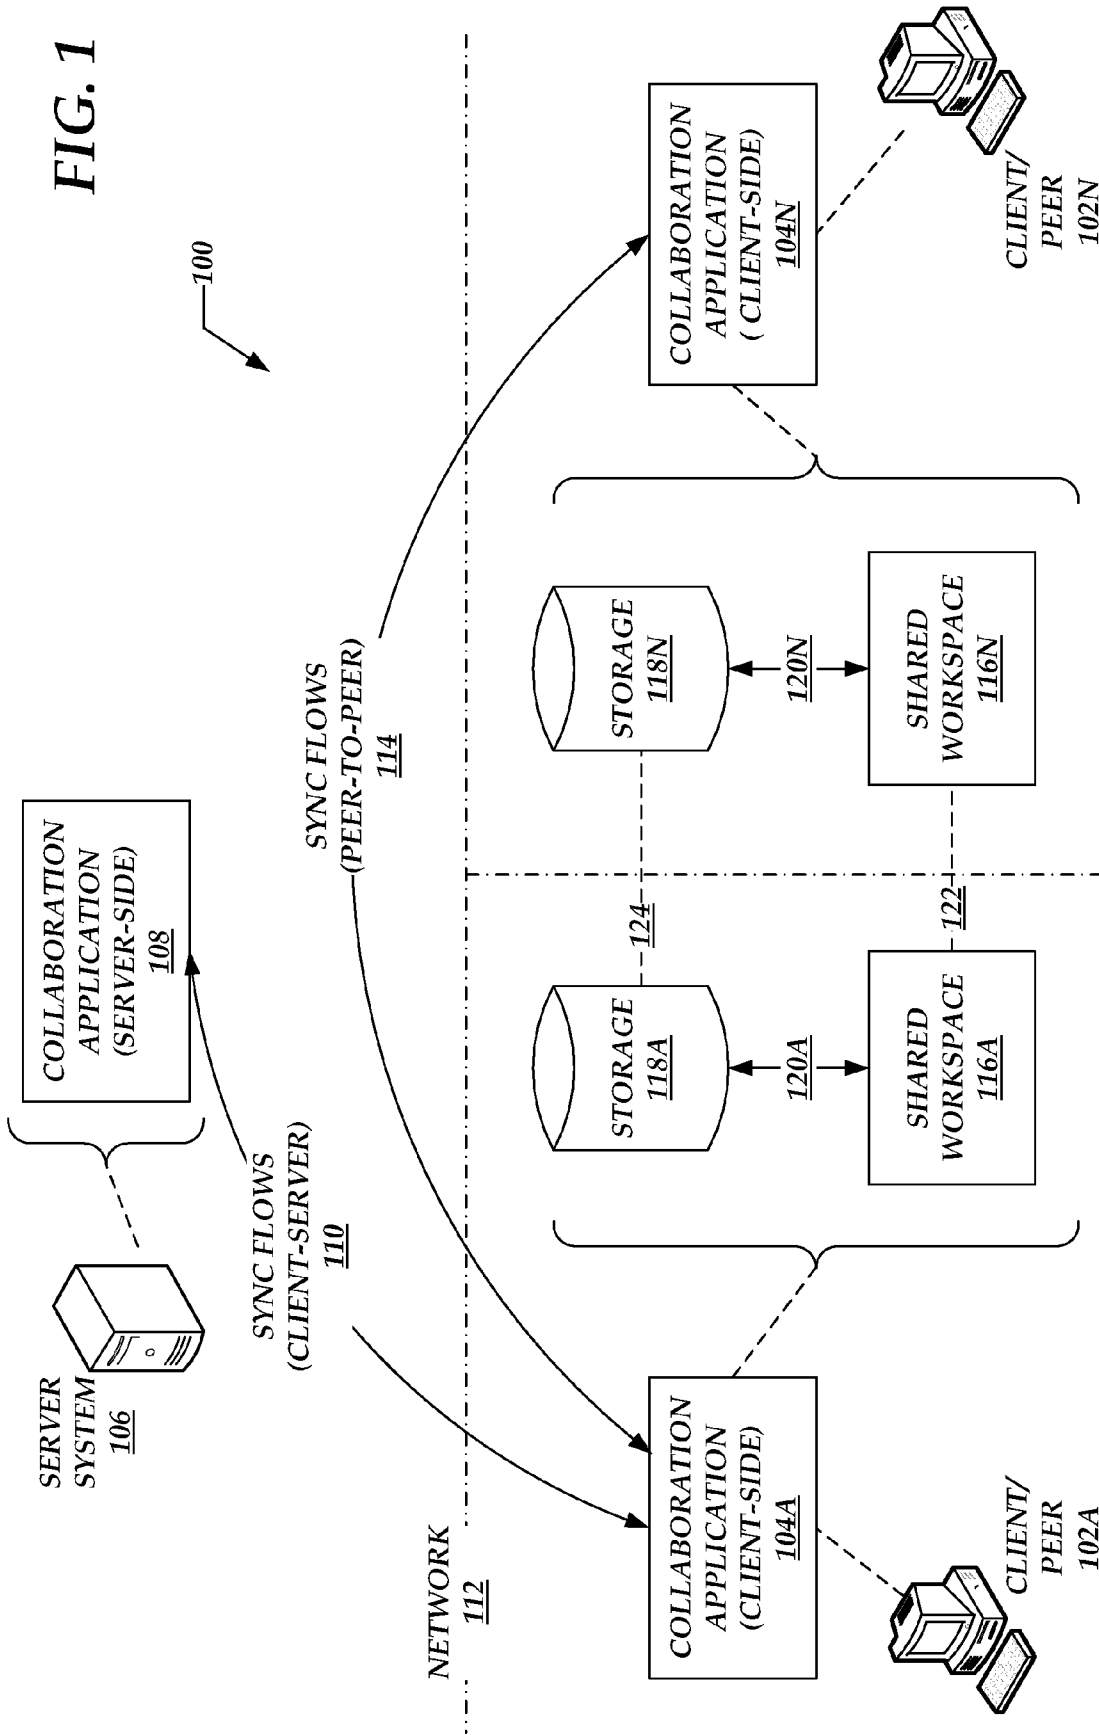 FIG. 1
100
SERVER
SYSTEM
106
COLLABORATION
APPLICATION
(SERVER-SIDE)
108
SYNC FLOWS
(CLIENT-SERVER)
110
SYNC FLOWS
(PEER-TO-PEER)
114
NETWORK
112
COLLABORATION
APPLICATION
(CLIENT-SIDE)
104A
STORAGE
118A
124
STORAGE
118N
COLLABORATION
APPLICATION
( CLIENT-SIDE)
104N
120A
120N
SHARED
WORKSPACE
116A
122
SHARED
WORKSPACE
116N
CLIENT/
PEER
102A
CLIENT/
PEER
102N